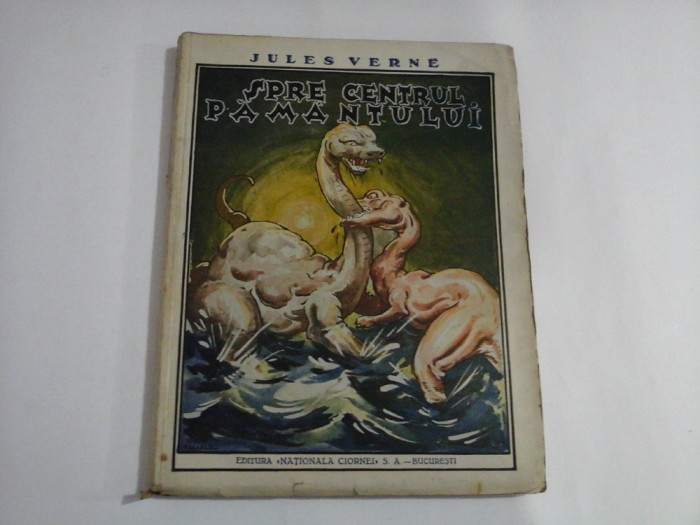 JULES VERNE
SPRE CENTRUL
PĂMÂNTULUI
EDITURA «NAȚIONALA CIORNEI» S. A. — BUCUREȘTI